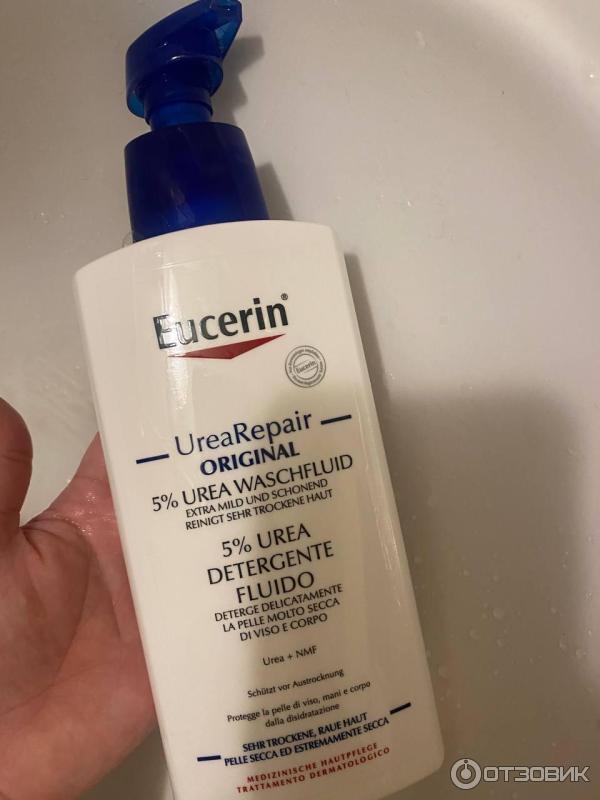 Eucerin®
Eucerin
UreaRepair
ORIGINAL
5% UREA WASCHFLUID
EXTRA MILD UND SCHONEND
REINIGT SEHR TROCKENE HAUT
5% UREA
DETERGENTE
FLUIDO
DETERGE DELICATAMENTE
LA PELLE MOLTO SECCA
DI VISO E CORPO
Urea + NMF
Schützt vor Austrocknung
Protegge la pelle di viso, mani e corpo
dalla disidratazione
SEHR TROCKENE, RAUE HAUT
PELLE SECCA ED ESTREMAMENTE SECCA
MEDIZINISCHE HAUTPFLEGE
TRATTAMENTO DERMATOLOGICO
ОТЗОВИК